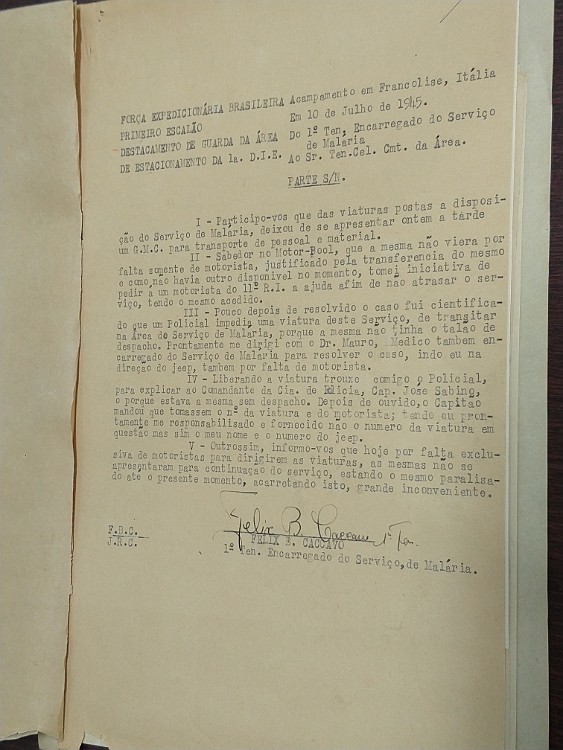 FORÇA EXPEDICIONÁRIA BRASILEIRA Acampamento em Francolise, Itália
PRIMEIRO ESCALÃO Em 10 de Julho de 1945.
DESTACAMENTO DE GUARDA DA ÁREA Do 1º Ten, Encarregado do Serviço
de Malária
DE ESTACIONAMENTO DA 1a. D.I.E. Ao Sr. Ten.Cel. Cmt. da Área.
PARTE S/N.
I - Participo-vos que das viaturas postas a disposi-
ção do Serviço de Malária, deixou de se apresentar ontem a tarde
um G.M.C. para transporte de pessoal e material.
II - Sabedor no Motor-Pool, que a mesma não viera por
falta somente de motorista, justificado pela transferencia do mesmo
e como não havia outro disponivel no momento, tomei iniciativa de
pedir a um motorista do 11º R.I. a ajuda afim de não atrasar o ser-
viço, tendo o mesmo acedido.
III - Pouco depois de resolvido o caso fui cientifica-
do que um Policial impediu uma viatura deste Serviço, de transitar
na Área do Serviço de Malária, porque a mesma não tinha o talão de
despacho. Prontamente me dirigi com o Dr. Mauro, Medico tambem en-
carregado do Serviço de Malaria para resolver o caso, indo eu na
direção do jeep, tambem por falta de motorista.
IV - Liberando a viatura trouxe comigo o Policial,
para explicar ao Comandante da Cia. de Policia, Cap. José Sabino,
o porque estava a mesma sem despacho. Depois de ouvido, o Capitão
mandou que tomassem o nº da viatura e do motorista; tendo eu pron-
tamente me responsabilisado e fornecido não o numero da viatura em
questão mas sim o meu nome e o numero do jeep.
V - Outrossim, informo-vos que hoje por falta exclu-
siva de motoristas para dirigirem as viaturas, as mesmas não se
apresentaram para continuação do serviço, estando o mesmo paralisa-
do até o presente momento, acarretando isto, grande inconveniente.
Felix B. Caccavo 1º Ten.
F.B.C.
FELIX B. CACCAVO
J.R.C.
1º Ten. Encarregado do Serviço, de Malária.